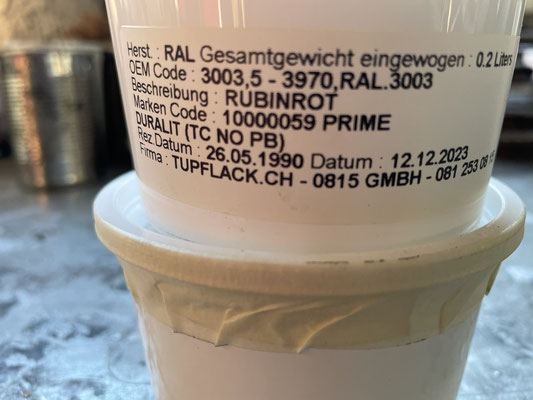 Herst. : RAL Gesamtgewicht eingewogen : 0.2 Liters
OEM Code : 3003,5 - 3970,RAL.3003
Beschreibung : RUBINROT
Marken Code : 10000059 PRIME
DURALIT (TC NO PB)
Rez.Datum : 26.05.1990 Datum : 12.12.2023
Firma : TUPFLACK.CH - 0815 GMBH - 081 253 08